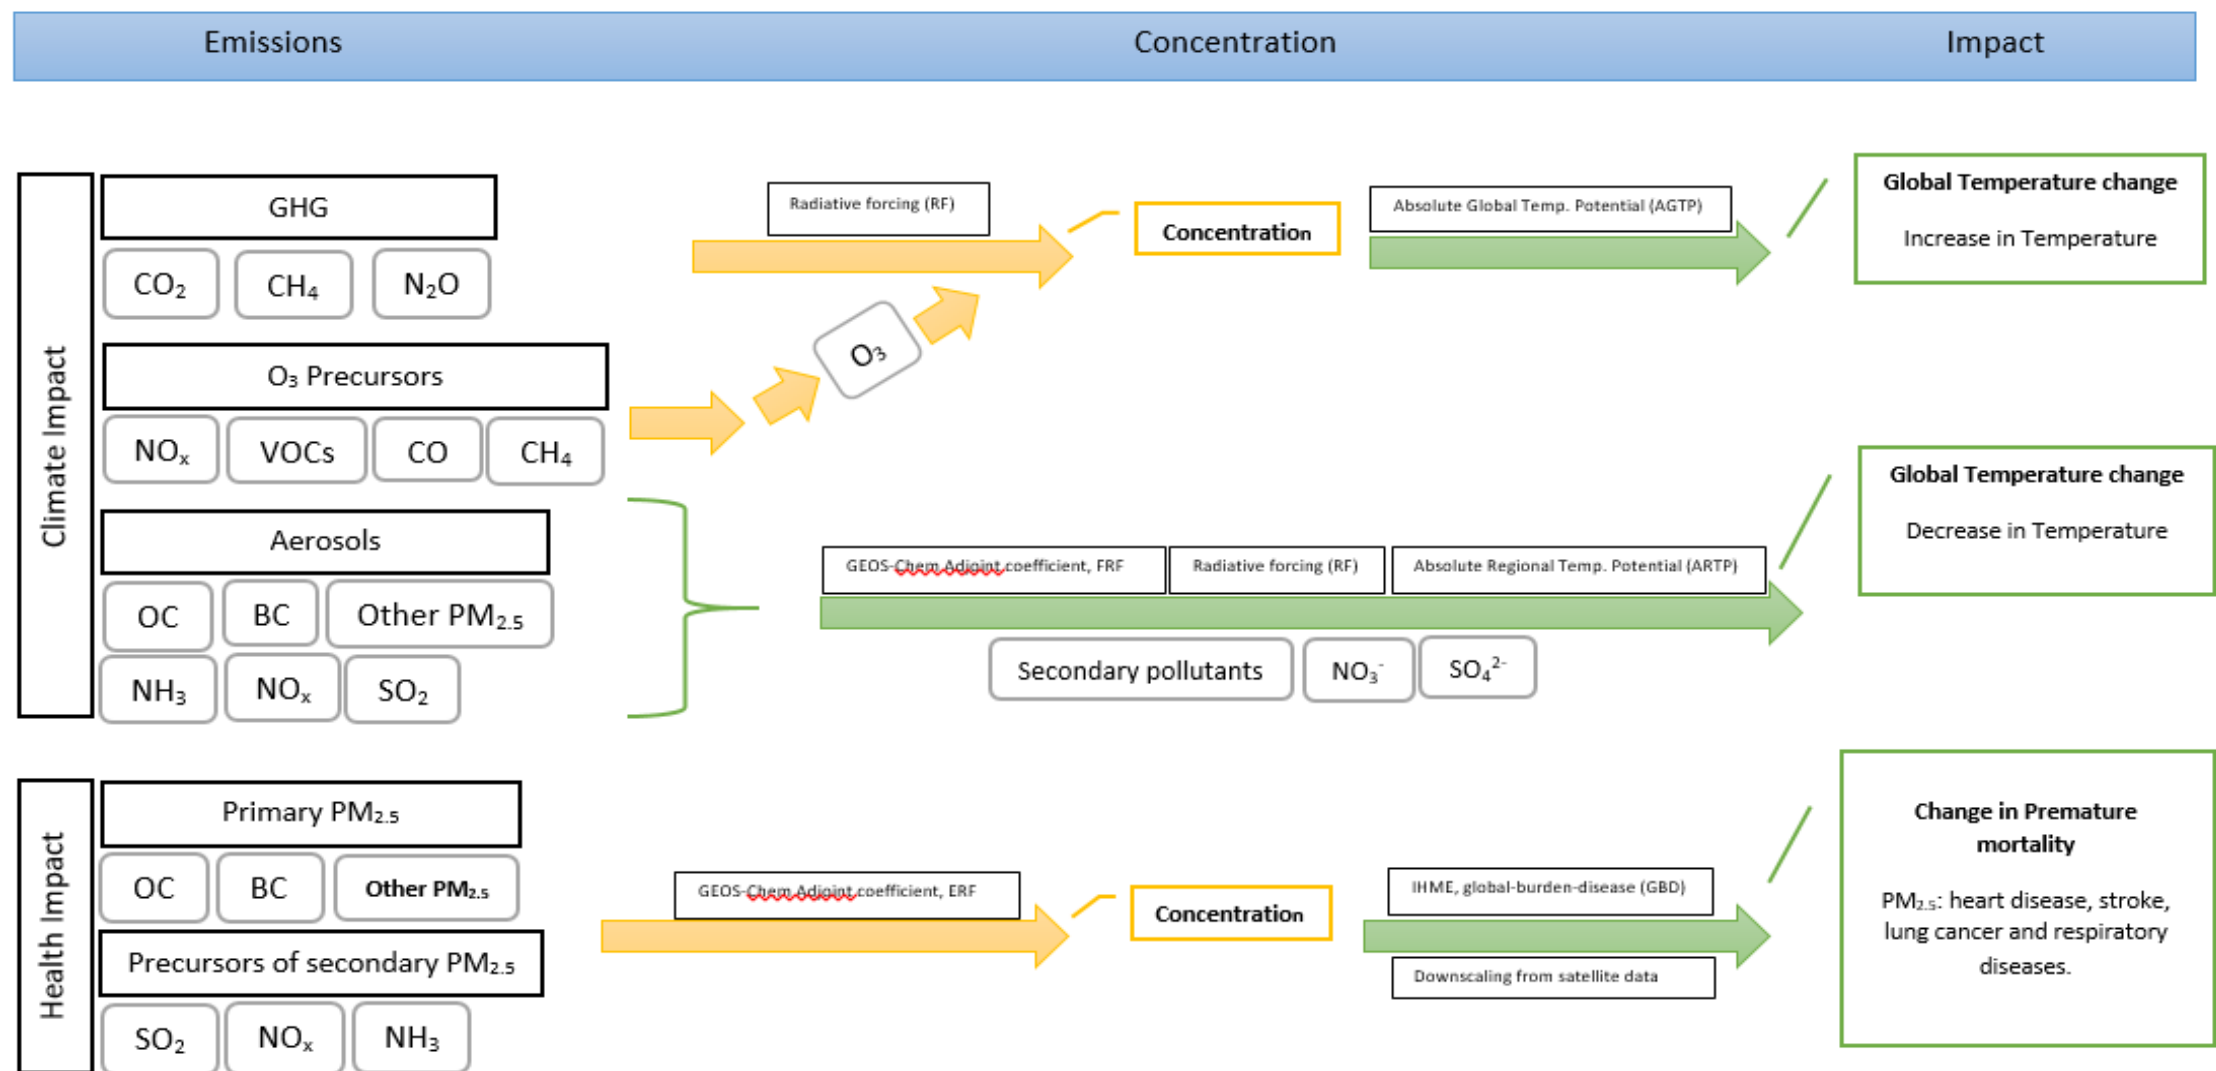 Emissions
Concentration
Impact
Climate Impact
GHG
CO₂
CH₄
N₂O
Radiative forcing (RF)
Concentration
Absolute Global Temp. Potential (AGTP)
Global Temperature change
Increase in Temperature
O₃ Precursors
NOₓ
VOCs
CO
CH₄
O₃
Aerosols
OC
BC
Other PM₂.₅
NH₃
NOₓ
SO₂
GEOS-Chem Adjoint coefficient, FRF
Radiative forcing (RF)
Absolute Regional Temp. Potential (ARTP)
Secondary pollutants
NO₃⁻
SO₄²⁻
Global Temperature change
Decrease in Temperature
Health Impact
Primary PM₂.₅
OC
BC
Other PM₂.₅
Precursors of secondary PM₂.₅
SO₂
NOₓ
NH₃
GEOS-Chem Adjoint coefficient, ERF
Concentration
IHME, global-burden-disease (GBD)
Downscaling from satellite data
Change in Premature
mortality
PM₂.₅: heart disease, stroke,
lung cancer and respiratory
diseases.